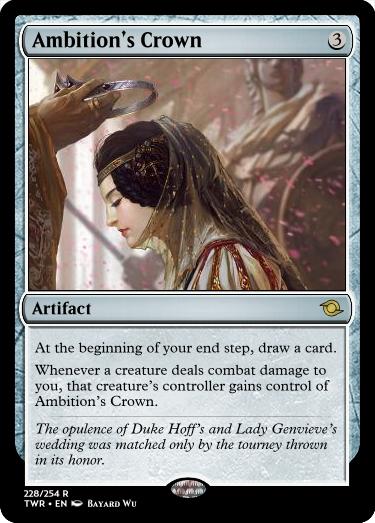 Ambition's Crown 3
Artifact
At the beginning of your end step, draw a card.
Whenever a creature deals combat damage to
you, that creature's controller gains control of
Ambition's Crown.
The opulence of Duke Hoff's and Lady Genvieve's
wedding was matched only by the tourney thrown
in its honor.
228/254 R
TWR • EN Bayard Wu